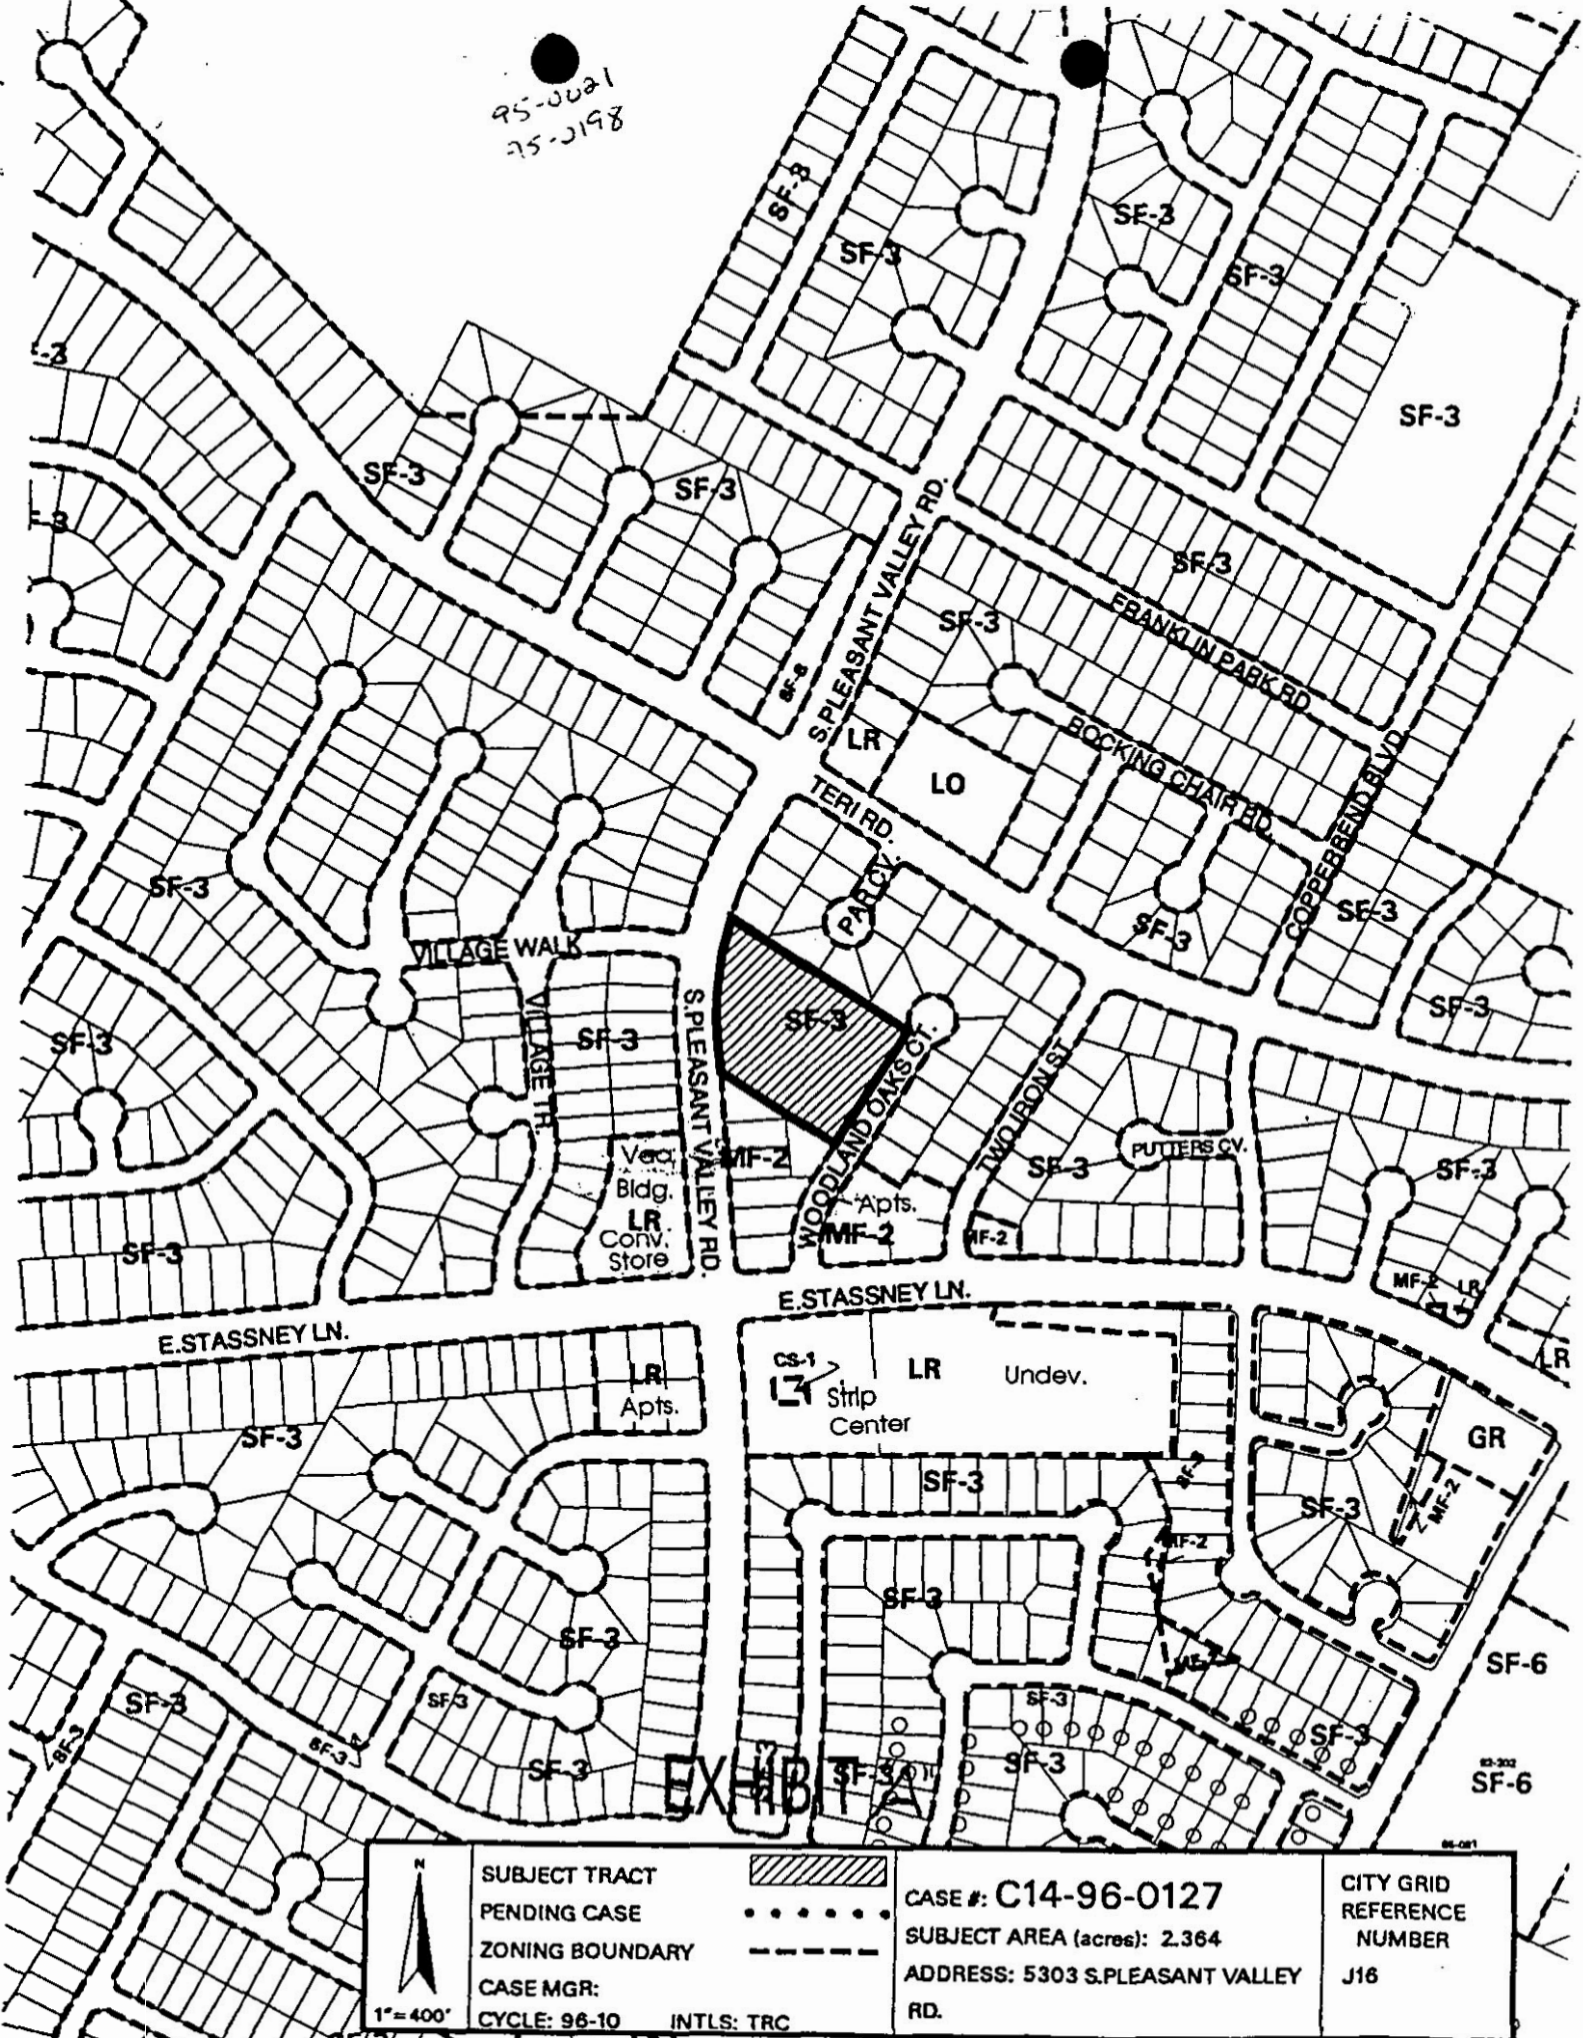 95-0021
95-0198
SF-3
SF-3
SF-3
SF-3
SF-3
SF-3
SF-3
S.PLEASANT VALLEY RD.
SF-3
SF-3
FRANKLIN PARK RD.
LR
LO
ROCKING CHAIR RD.
COPPERBEND BLVD.
TERI RD.
PAR CV.
SF-3
SF-3
SF-3
VILLAGE WALK
SF-3
SF-3
SF-3
SF-3
S.PLEASANT VALLEY RD.
VILLAGE TR.
WOODLAND OAKS CT.
TWO IRON ST.
SF-3
PUTTERS CV.
SF-3
Bldg.
LR
Conv.
Store
MF-2
Apts.
MF-2
MF-2
SF-3
MF-2
LR
LR
E.STASSNEY LN.
E.STASSNEY LN.
LR
Apts.
CS-1
Strip
Center
LR
Undev.
GR
SF-3
SF-3
SF-3
MF-2
MF-2
SF-3
SF-3
MF-2
SF-6
SF-3
SF-3
SF-3
SF-3
SF-3
SF-3
SF-3
SF-3
SF-3
SF-3
SF-6
EXHIBIT A
N
1"=400'
SUBJECT TRACT
PENDING CASE
ZONING BOUNDARY
CASE MGR:
CYCLE: 96-10 INTLS: TRC
CASE #: C14-96-0127
SUBJECT AREA (acres): 2.364
ADDRESS: 5303 S.PLEASANT VALLEY
RD.
CITY GRID
REFERENCE
NUMBER
J16